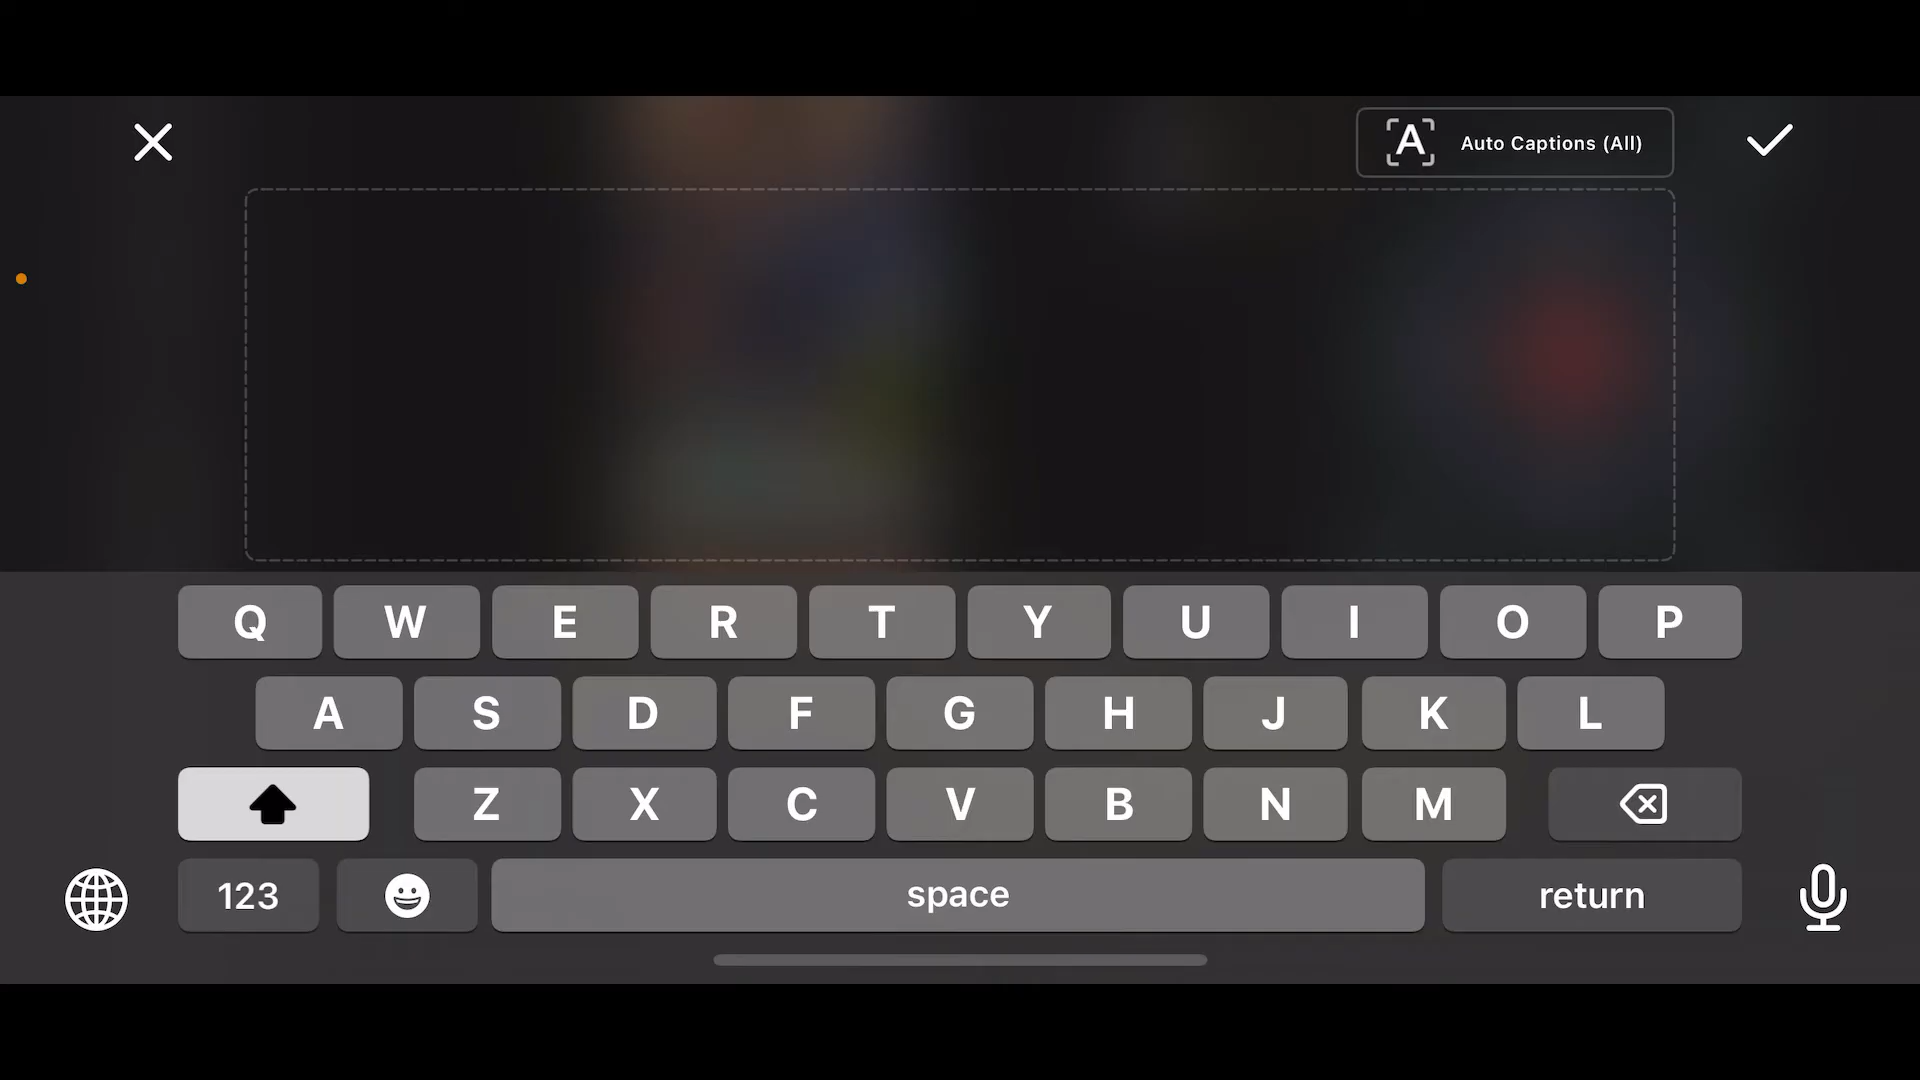 A Auto Captions (All)
Q W E R T Y U I O P
A S D F G H J K L
Z X C V B N M
123 space return